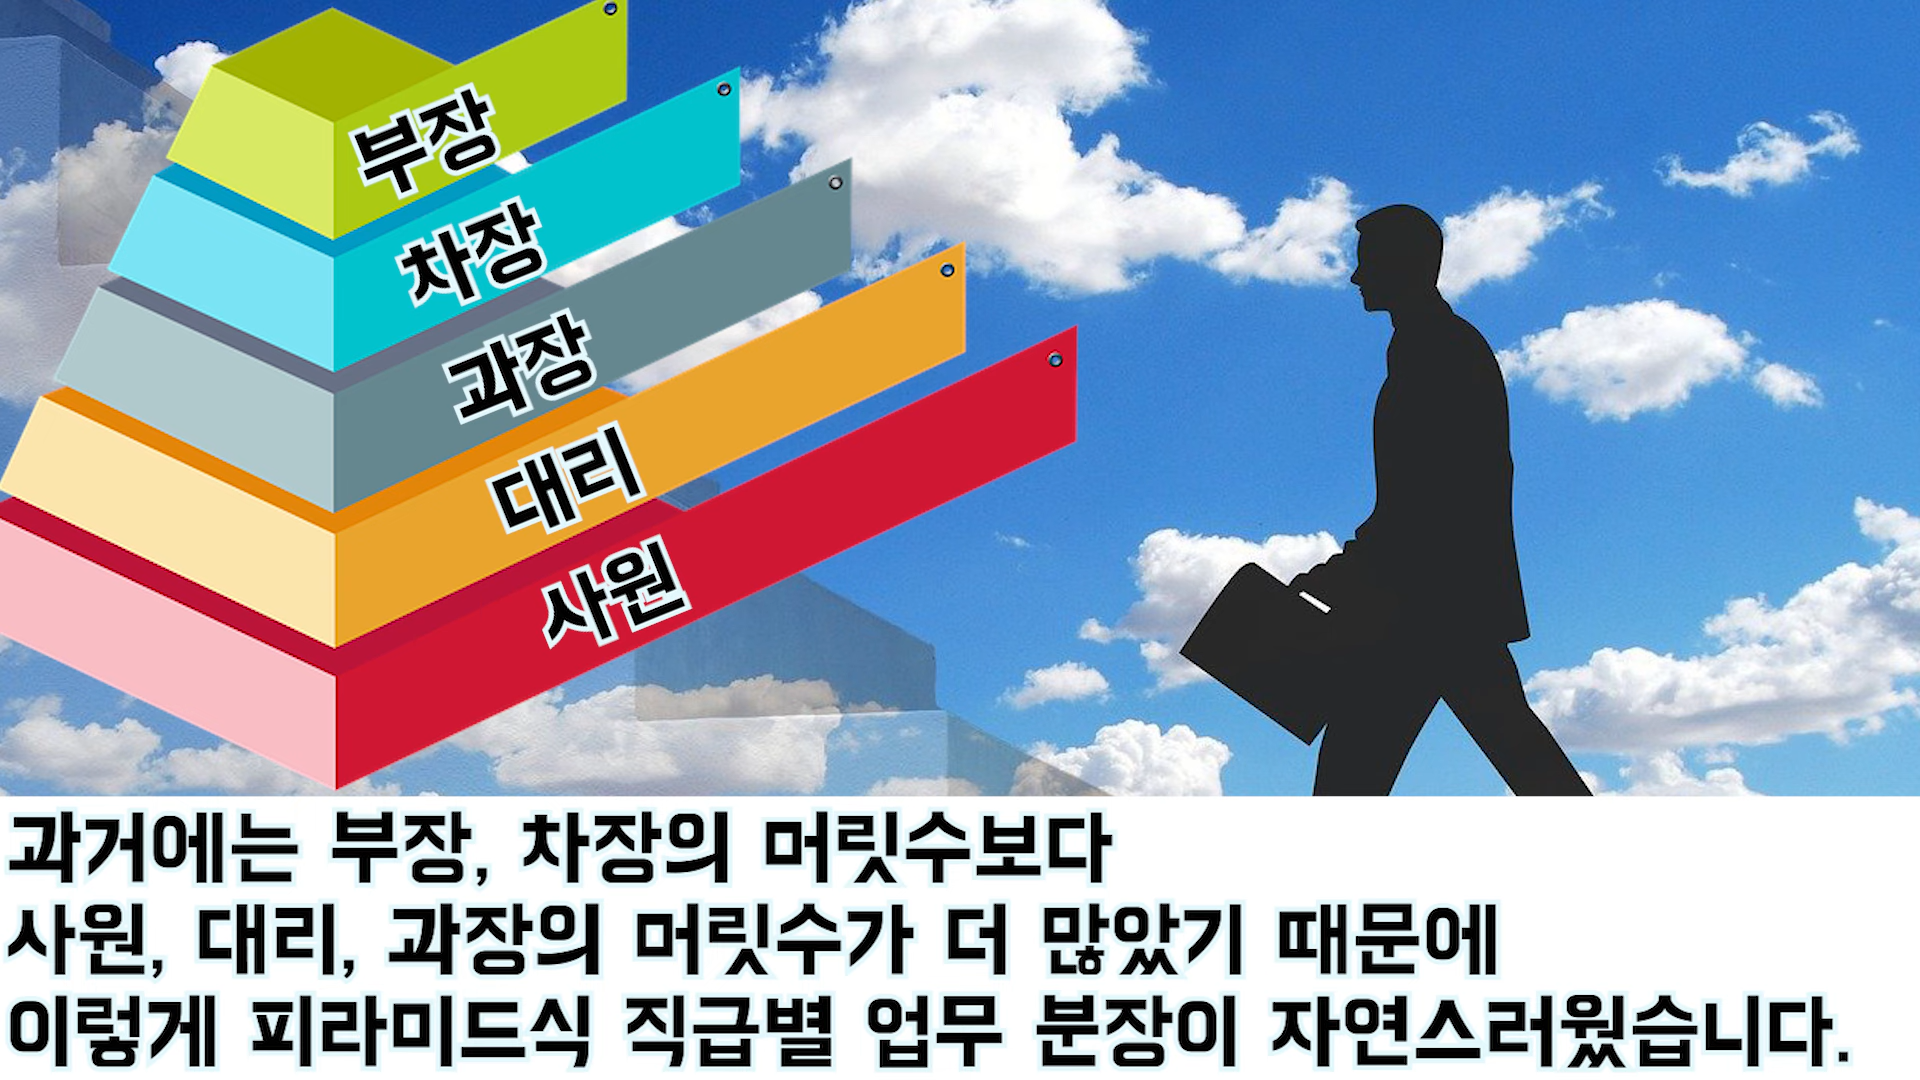 부장
차장
과장
대리
사원
과거에는 부장, 차장의 머릿수보다
사원, 대리, 과장의 머릿수가 더 많았기 때문에
이렇게 피라미드식 직급별 업무 분장이 자연스러웠습니다.